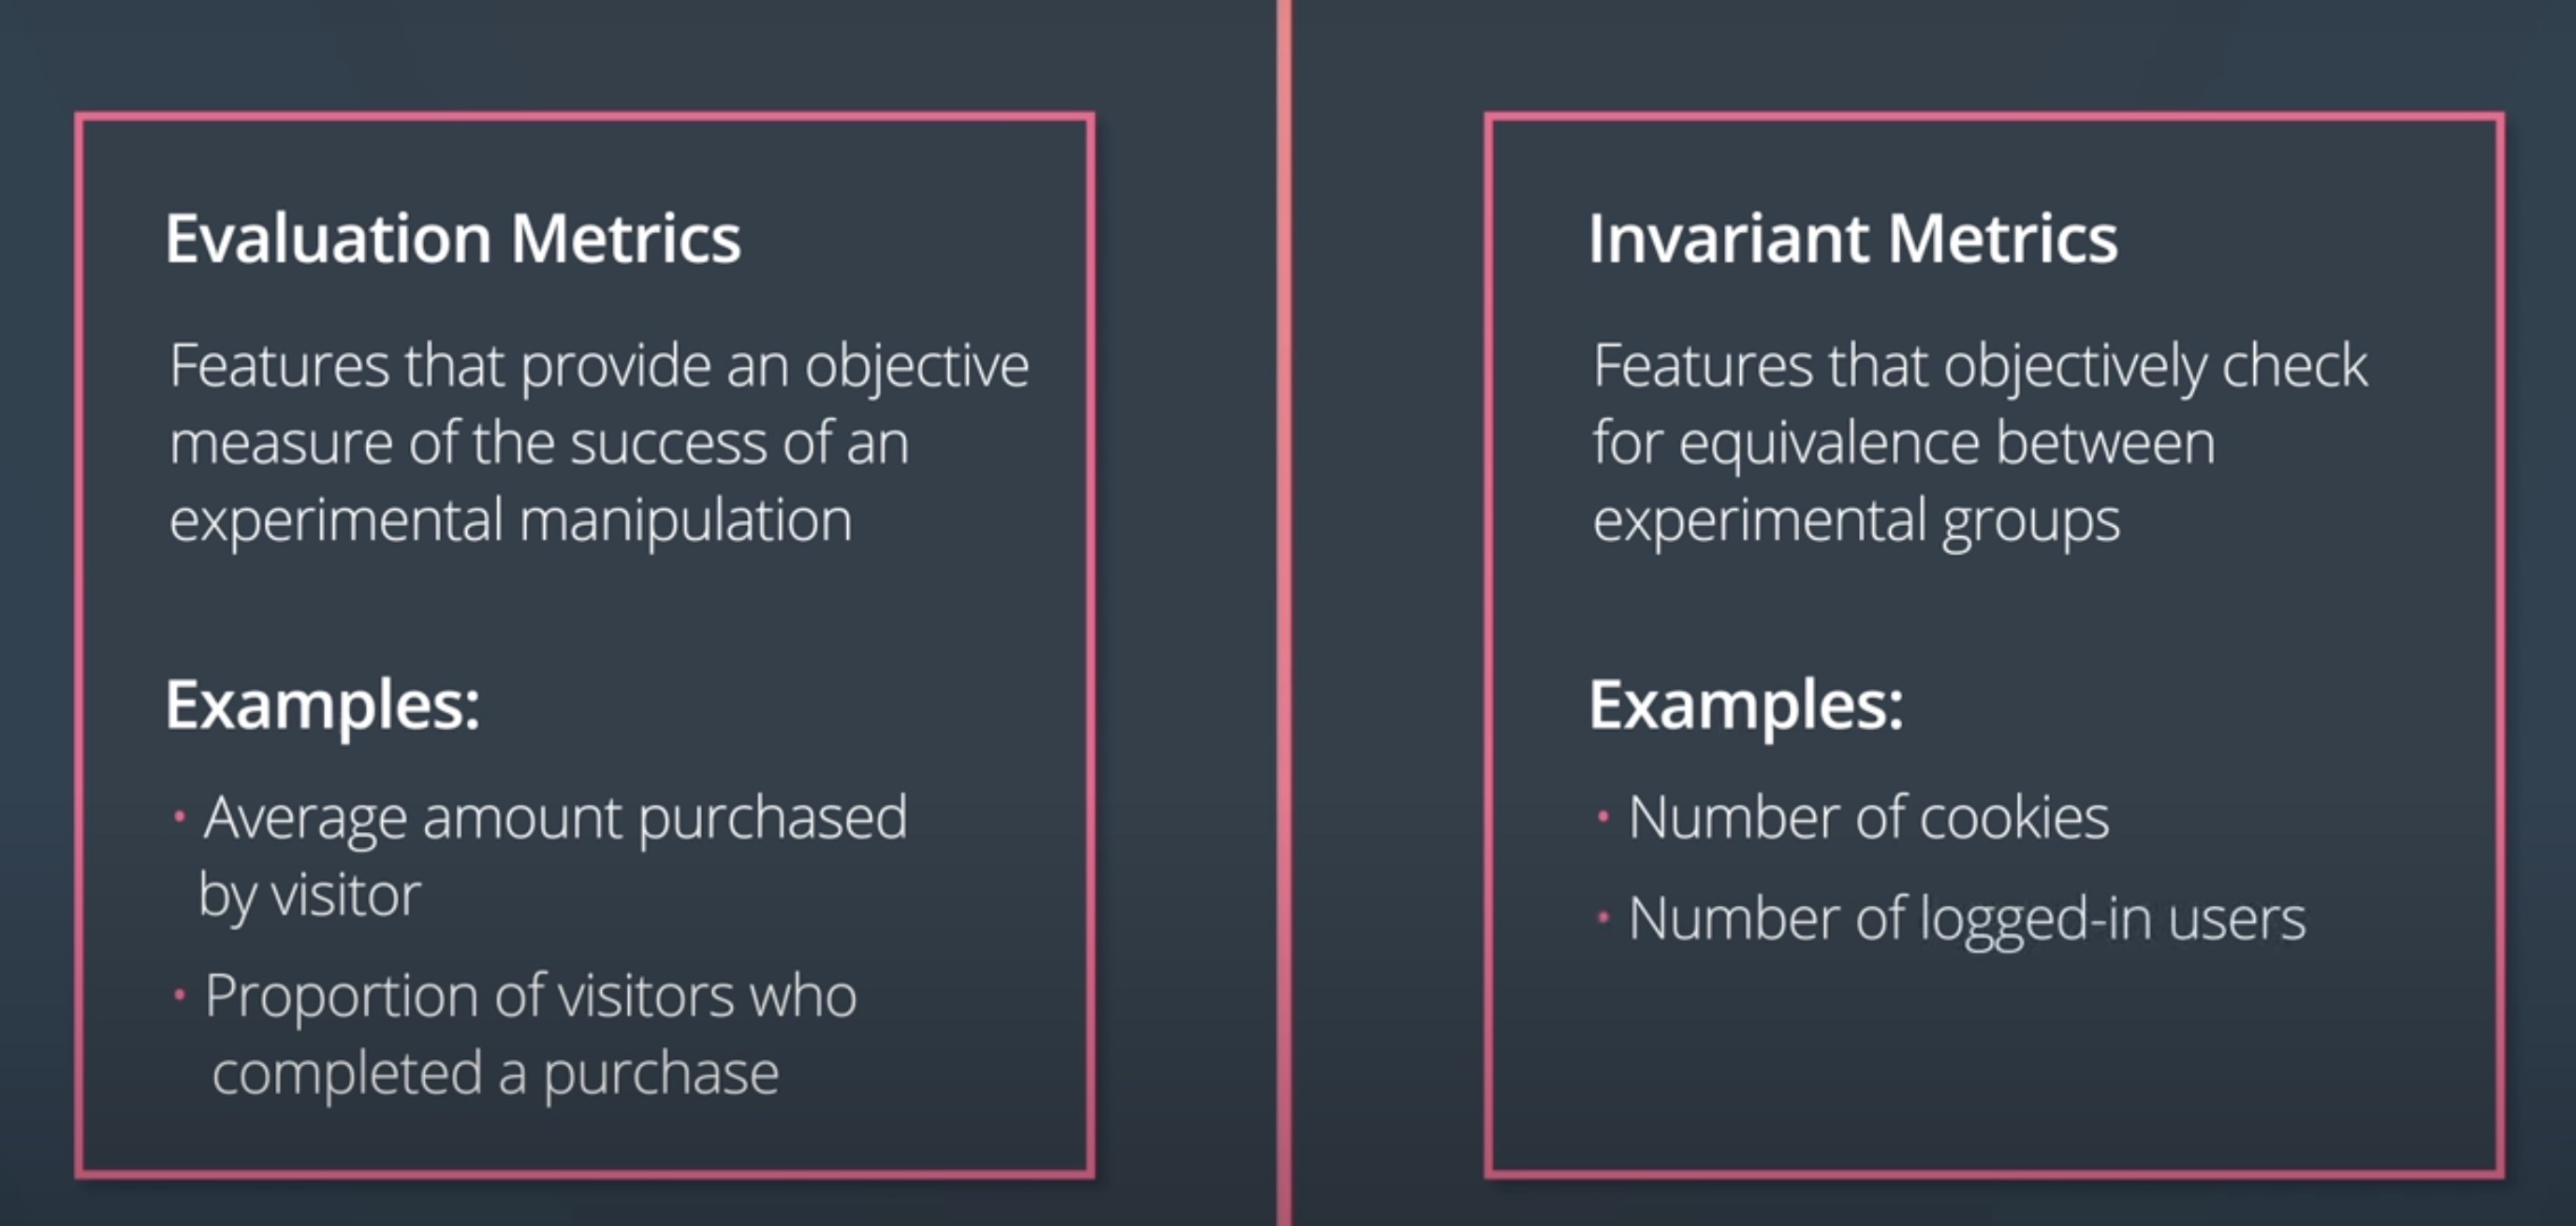 Evaluation Metrics
Features that provide an objective
measure of the success of an
experimental manipulation
Examples:
• Average amount purchased
by visitor
• Proportion of visitors who
completed a purchase
Invariant Metrics
Features that objectively check
for equivalence between
experimental groups
Examples:
• Number of cookies
• Number of logged-in users